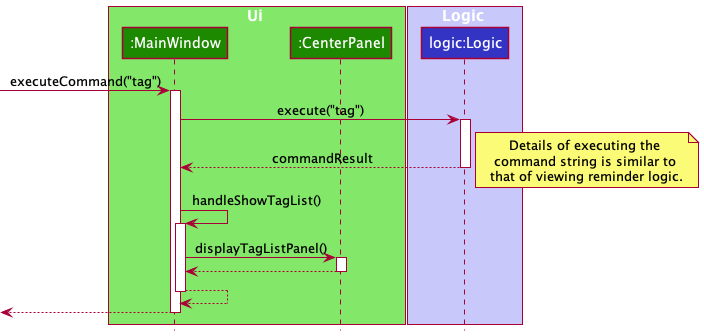 Ui
Logic
:MainWindow
:CenterPanel
logic:Logic
executeCommand("tag")
execute("tag")
Details of executing the
command string is similar to
that of viewing reminder logic.
commandResult
handleShowTagList()
displayTagListPanel()